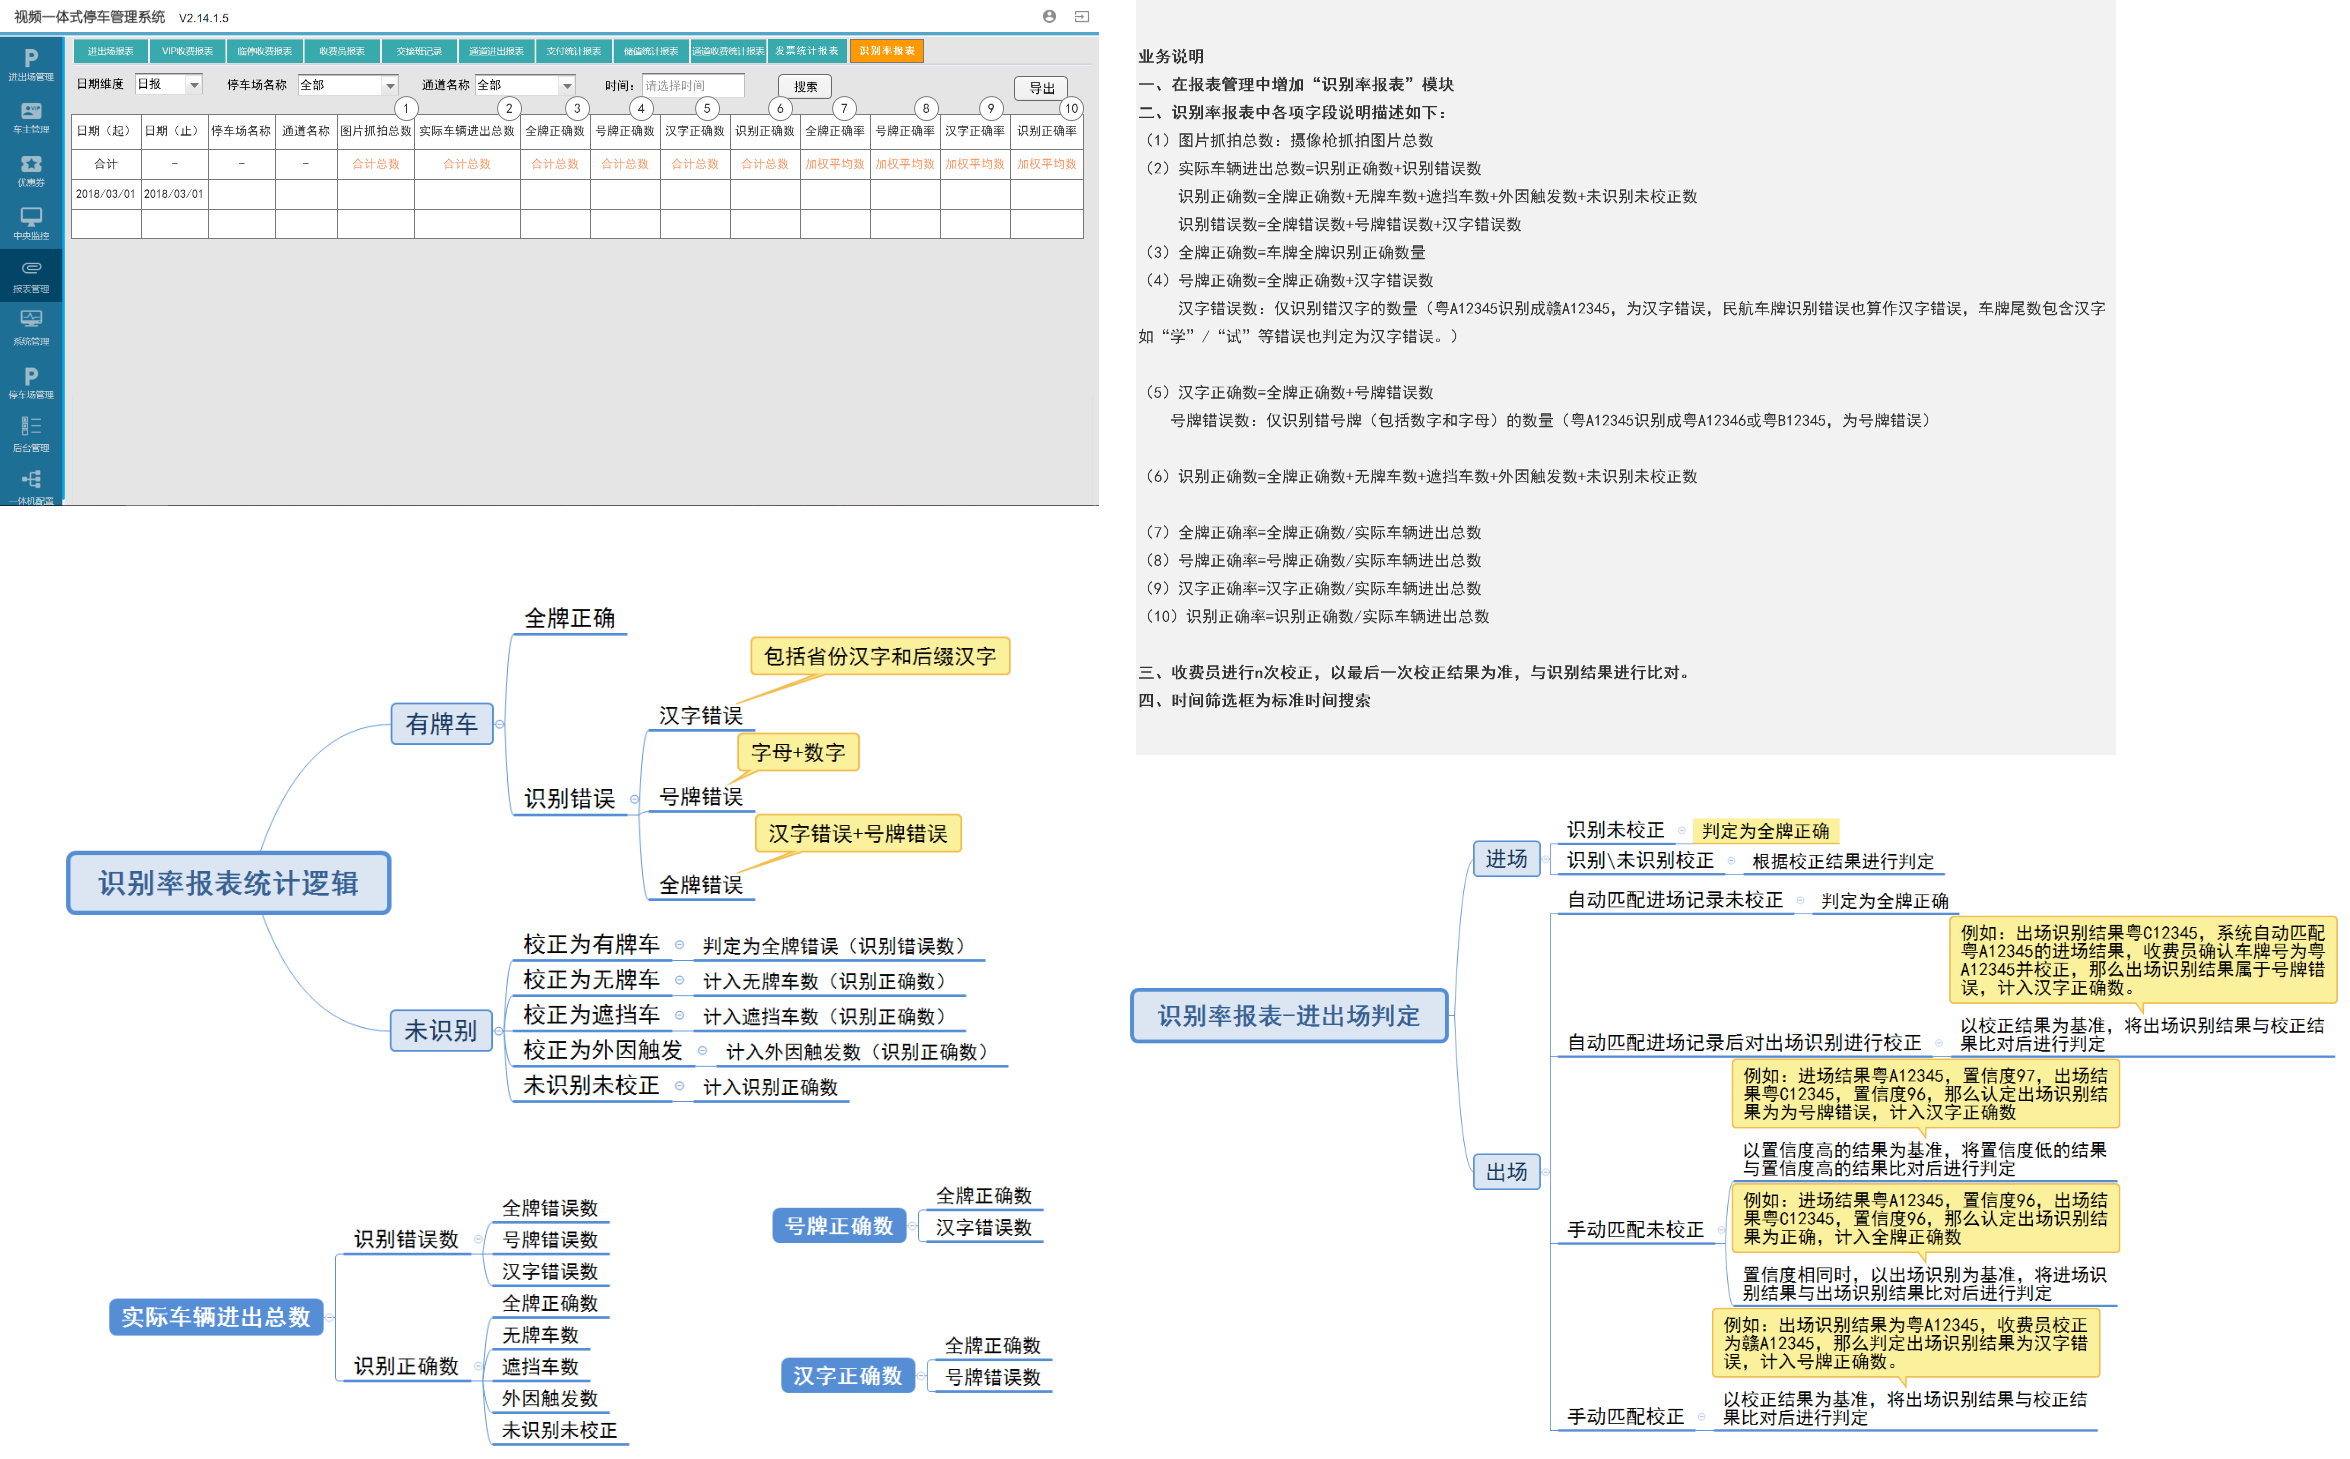 视频一体式停车管理系统 V2.14.1.5
进出场管理
车主管理
优惠券
中央监控
报表管理
系统管理
停车场管理
后台管理
一体机配置
进出场报表 VIP收费报表 临停收费报表 收费员报表 交接班记录 通道进出报表 支付统计报表 储值统计报表 通道收费统计报表 发票统计报表 识别率报表
日期维度 日报 停车场名称 全部 通道名称 全部 时间： 请选择时间 搜索 导出
1 2 3 4 5 6 7 8 9 10
日期（起） 日期（止） 停车场名称 通道名称 图片抓拍总数 实际车辆进出总数 全牌正确数 号牌正确数 汉字正确数 识别正确数 全牌正确率 号牌正确率 汉字正确率 识别正确率
合计 - - - 合计总数 合计总数 合计总数 合计总数 合计总数 合计总数 加权平均数 加权平均数 加权平均数 加权平均数
2018/03/01 2018/03/01
业务说明
一、在报表管理中增加“识别率报表”模块
二、识别率报表中各项字段说明描述如下：
（1）图片抓拍总数：摄像枪抓拍图片总数
（2）实际车辆进出总数=识别正确数+识别错误数
识别正确数=全牌正确数+无牌车数+遮挡车数+外因触发数+未识别未校正数
识别错误数=全牌错误数+号牌错误数+汉字错误数
（3）全牌正确数=车牌全牌识别正确数量
（4）号牌正确数=全牌正确数+汉字错误数
汉字错误数：仅识别错汉字的数量（粤A12345识别成赣A12345，为汉字错误，民航车牌识别错误也算作汉字错误，车牌尾数包含汉字
如“学”/“试”等错误也判定为汉字错误。）
（5）汉字正确数=全牌正确数+号牌错误数
号牌错误数：仅识别错号牌（包括数字和字母）的数量（粤A12345识别成粤A12346或粤B12345，为号牌错误）
（6）识别正确数=全牌正确数+无牌车数+遮挡车数+外因触发数+未识别未校正数
（7）全牌正确率=全牌正确数/实际车辆进出总数
（8）号牌正确率=号牌正确数/实际车辆进出总数
（9）汉字正确率=汉字正确数/实际车辆进出总数
（10）识别正确率=识别正确数/实际车辆进出总数
三、收费员进行n次校正，以最后一次校正结果为准，与识别结果进行比对。
四、时间筛选框为标准时间搜索
识别率报表统计逻辑
有牌车
全牌正确
识别错误
包括省份汉字和后缀汉字
汉字错误
字母+数字
号牌错误
汉字错误+号牌错误
全牌错误
未识别
校正为有牌车 判定为全牌错误（识别错误数）
校正为无牌车 计入无牌车数（识别正确数）
校正为遮挡车 计入遮挡车数（识别正确数）
校正为外因触发 计入外因触发数（识别正确数）
未识别未校正 计入识别正确数
实际车辆进出总数
识别错误数
全牌错误数
号牌错误数
汉字错误数
识别正确数
全牌正确数
无牌车数
遮挡车数
外因触发数
未识别未校正
号牌正确数
全牌正确数
汉字错误数
汉字正确数
全牌正确数
号牌错误数
识别率报表-进出场判定
进场
识别未校正 判定为全牌正确
识别\未识别校正 根据校正结果进行判定
出场
自动匹配进场记录未校正 判定为全牌正确
例如：出场识别结果粤C12345，系统自动匹配
粤A12345的进场结果，收费员确认车牌号为粤
A12345并校正，那么出场识别结果属于号牌错
误，计入汉字正确数。
自动匹配进场记录后对出场识别进行校正
以校正结果为基准，将出场识别结果与校正结
果比对后进行判定
例如：进场结果粤A12345，置信度97，出场结
果粤C12345，置信度96，那么认定出场识别结
果为为号牌错误，计入汉字正确数
以置信度高的结果为基准，将置信度低的结果
与置信度高的结果比对后进行判定
手动匹配未校正
例如：进场结果粤A12345，置信度96，出场结
果粤C12345，置信度96，那么认定出场识别结
果为正确，计入全牌正确数
置信度相同时，以出场识别为基准，将进场识
别结果与出场识别结果比对后进行判定
例如：出场识别结果为粤A12345，收费员校正
为赣A12345，那么判定出场识别结果为汉字错
误，计入号牌正确数。
手动匹配校正
以校正结果为基准，将出场识别结果与校正结
果比对后进行判定